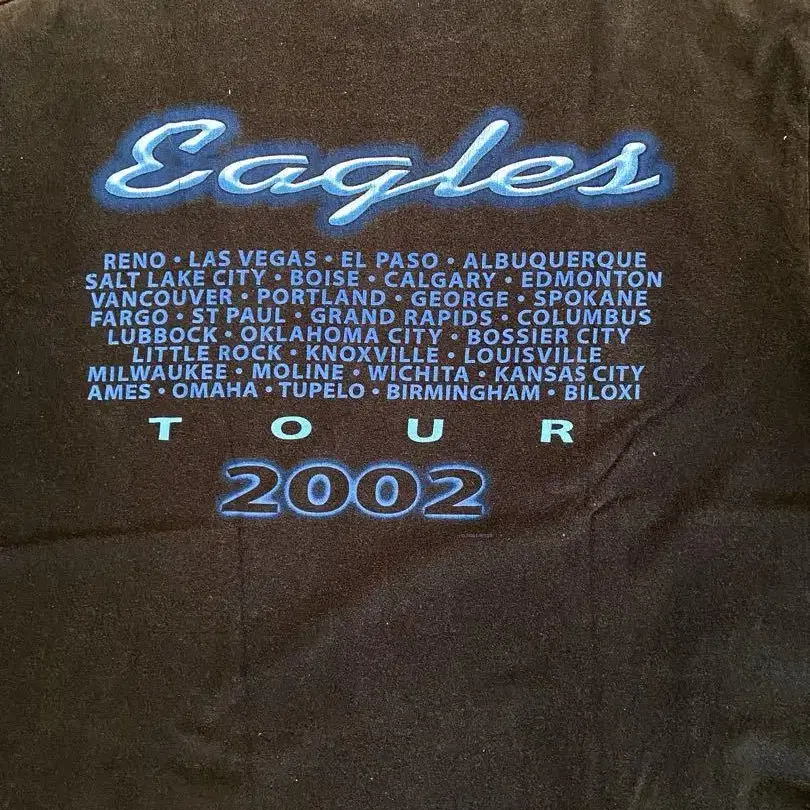 Eagles
RENO • LAS VEGAS • EL PASO • ALBUQUERQUE
SALT LAKE CITY • BOISE • CALGARY • EDMONTON
VANCOUVER • PORTLAND • GEORGE • SPOKANE
FARGO • ST PAUL • GRAND RAPIDS • COLUMBUS
LUBBOCK • OKLAHOMA CITY • BOSSIER CITY
LITTLE ROCK • KNOXVILLE • LOUISVILLE
MILWAUKEE • MOLINE • WICHITA • KANSAS CITY
AMES • OMAHA • TUPELO • BIRMINGHAM • BILOXI
TOUR
2002